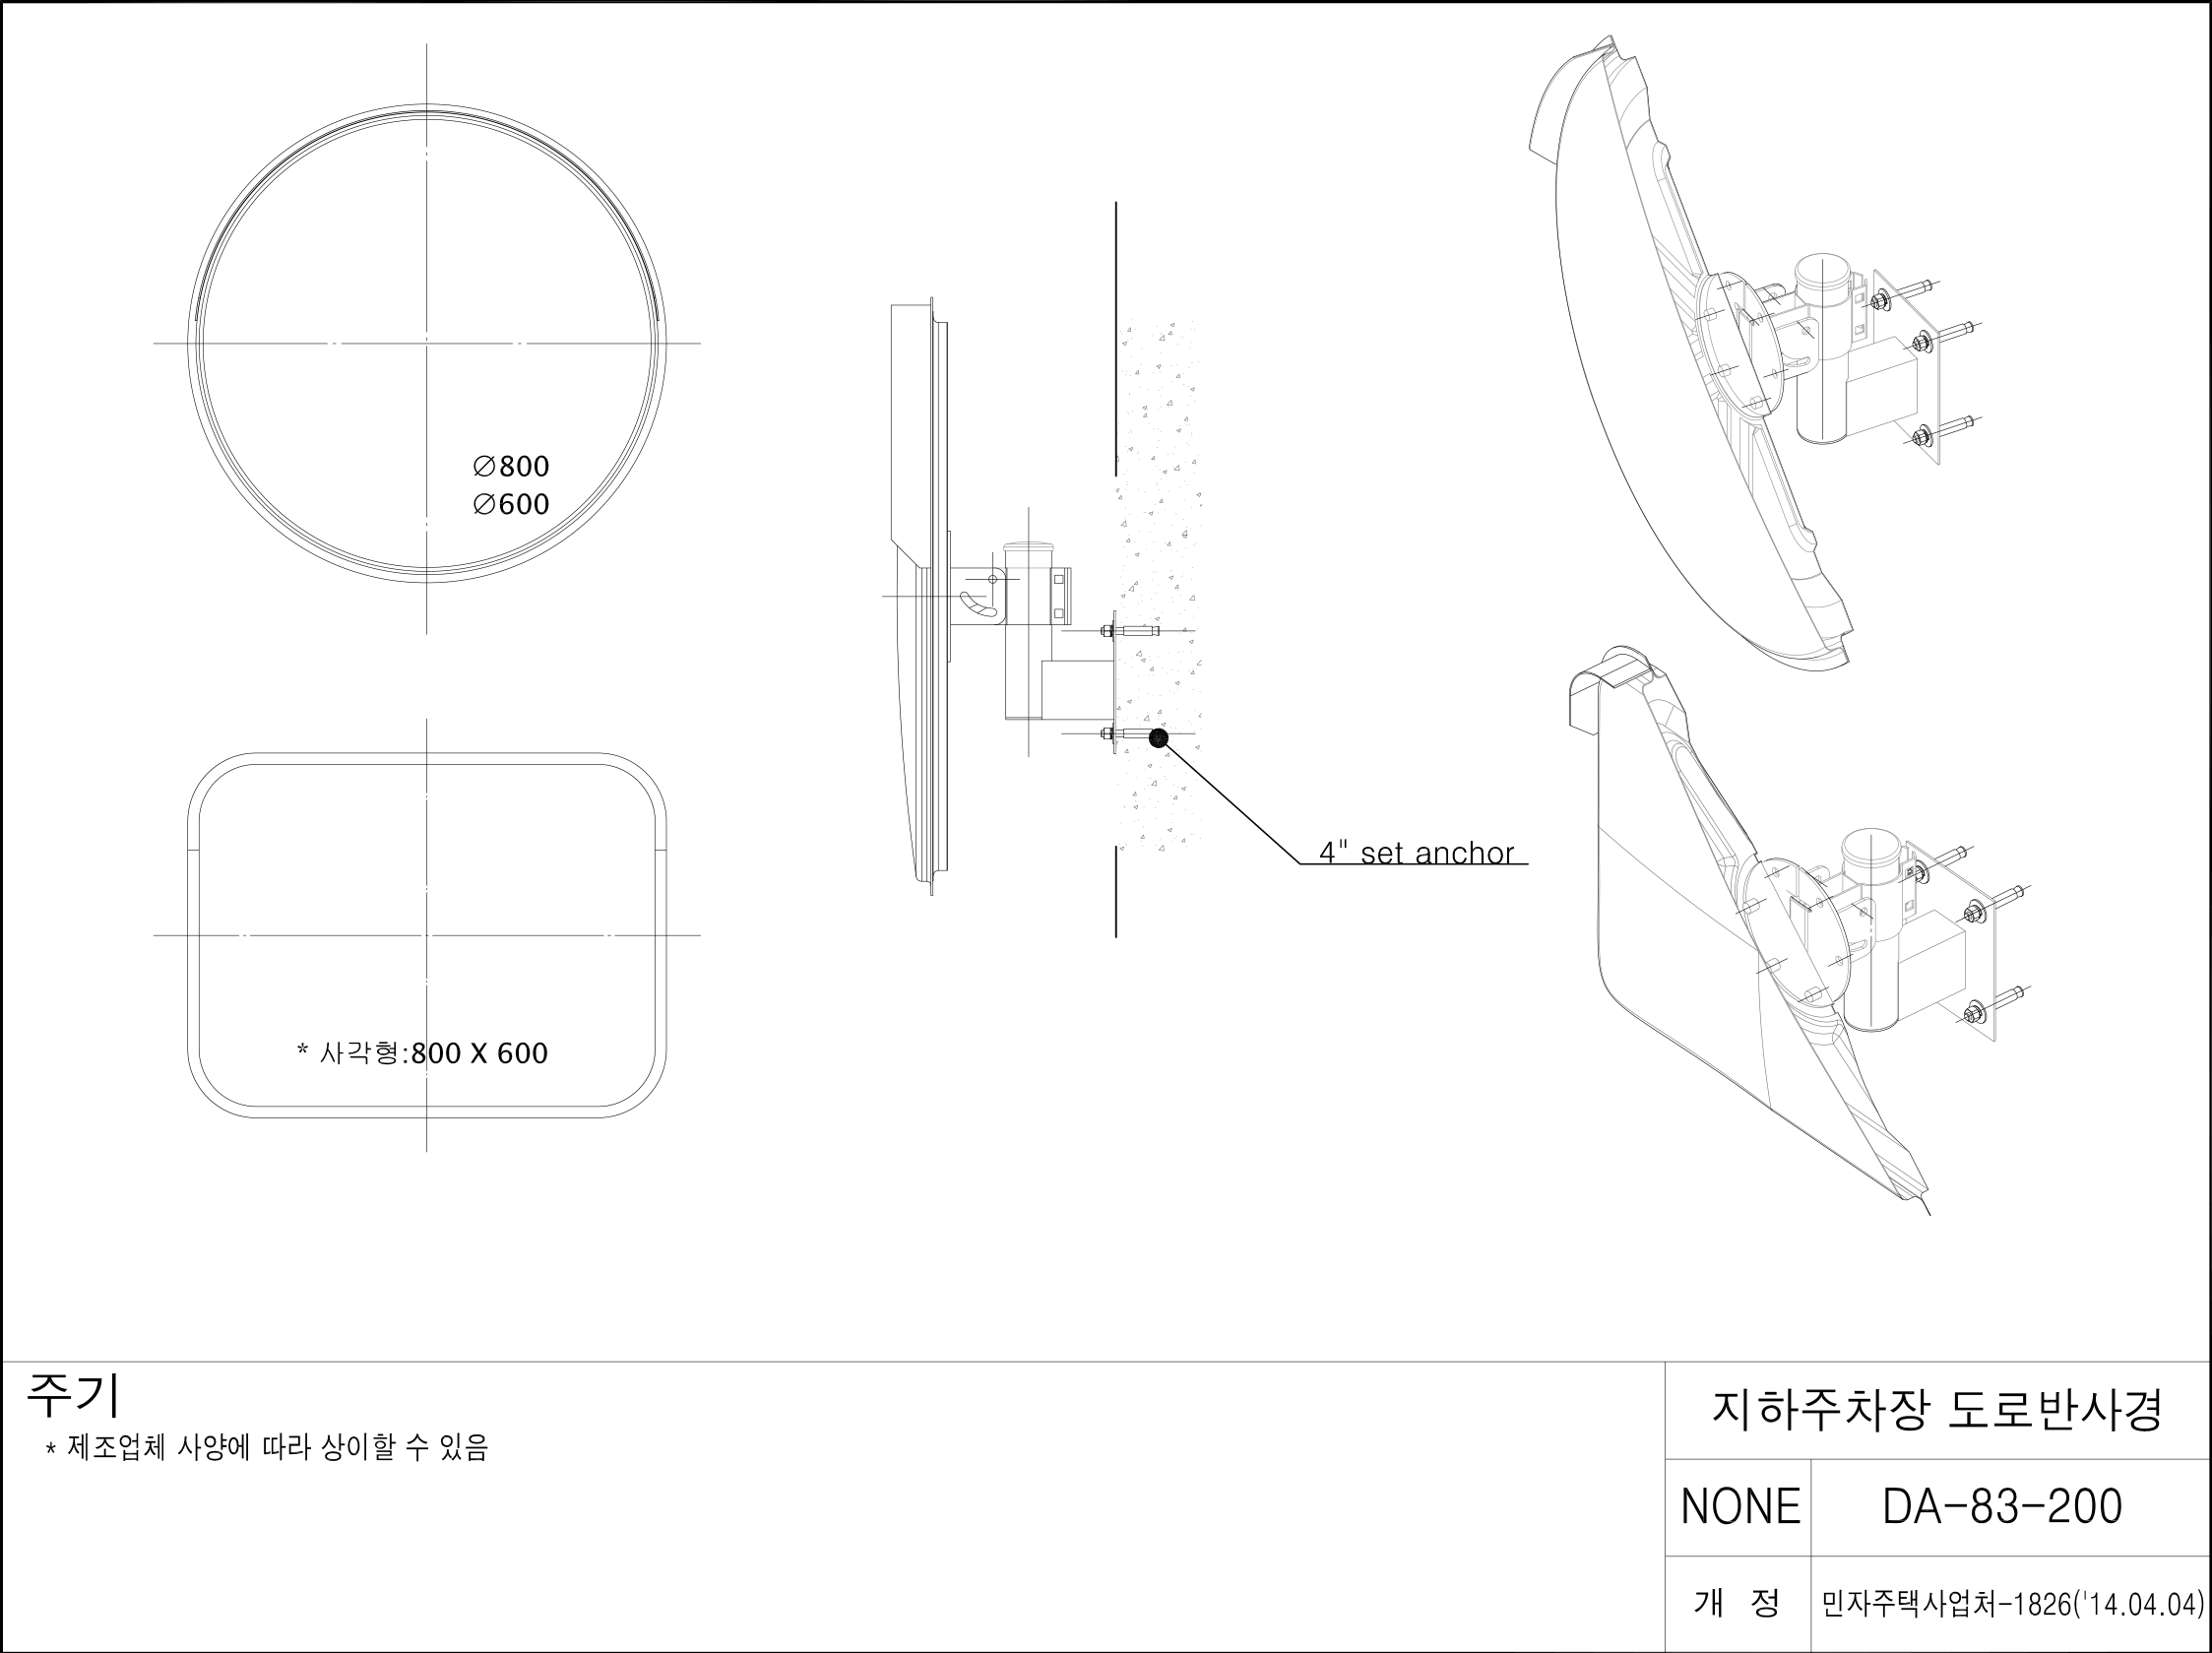 ∅800
∅600
* 사각형:800 X 600
4" set anchor
주기
* 제조업체 사양에 따라 상이할 수 있음
지하주차장 도로반사경
NONE
DA-83-200
개 정
민자주택사업처-1826('14.04.04)